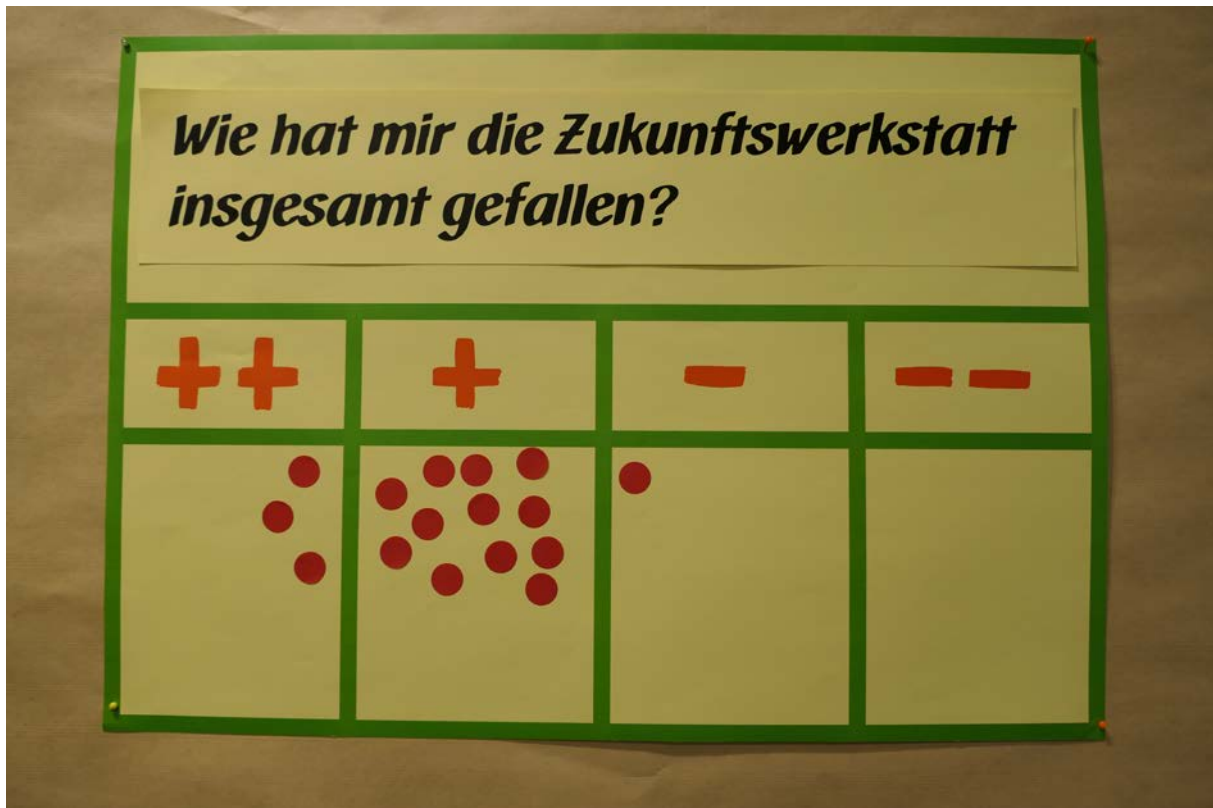 Wie hat mir die Zukunftswerkstatt
insgesamt gefallen?
++ + - --